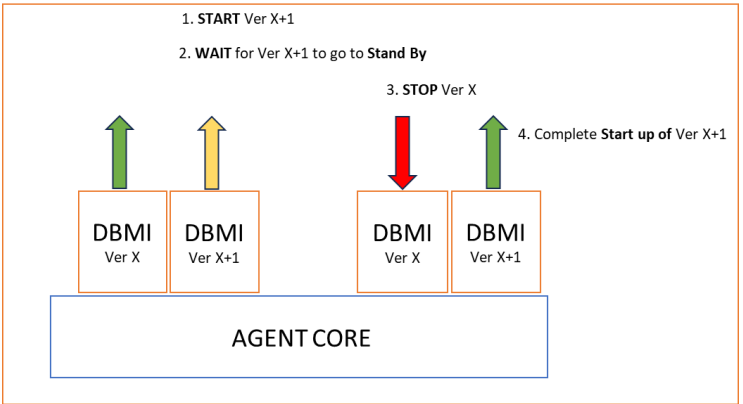 1. START Ver X+1
2. WAIT for Ver X+1 to go to Stand By
3. STOP Ver X
4. Complete Start up of Ver X+1
DBMI
Ver X
DBMI
Ver X+1
DBMI
Ver X
DBMI
Ver X+1
AGENT CORE